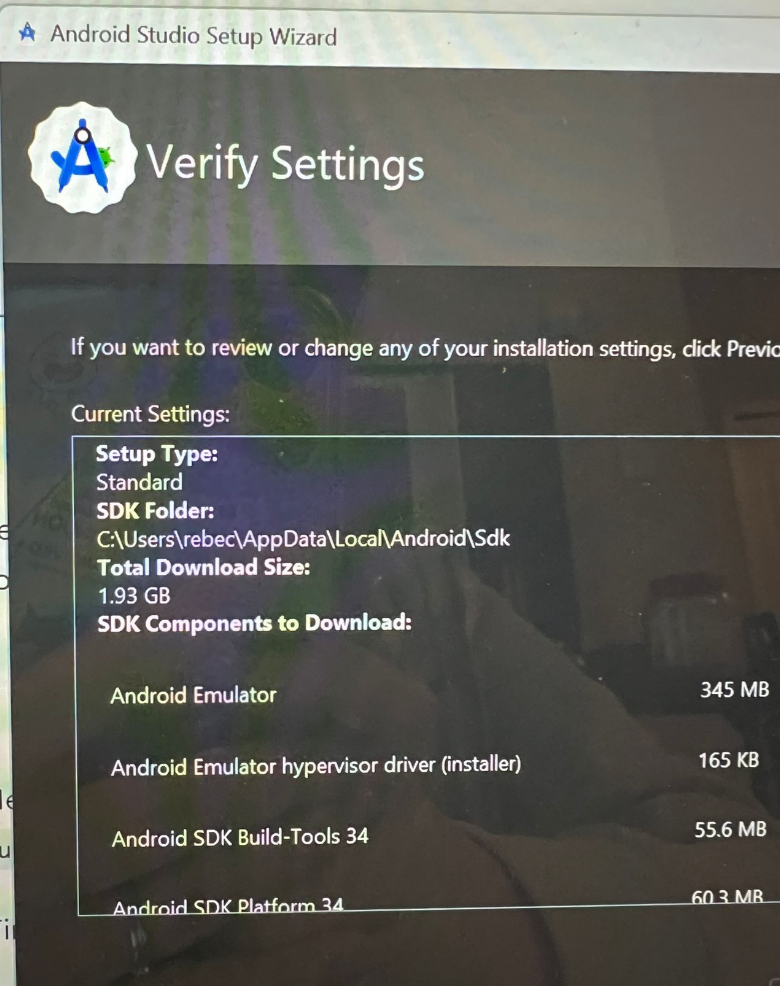 Android Studio Setup Wizard
Verify Settings
If you want to review or change any of your installation settings, click
Current Settings:
Setup Type:
Standard
SDK Folder:
C:\Users\rebec\AppData\Local\Android\Sdk
Total Download Size:
1.93 GB
SDK Components to Download:
Android Emulator 345 MB
Android Emulator hypervisor driver (installer) 165 KB
Android SDK Build-Tools 34 55.6 MB
Android SDK Platform 34 60.3 MB